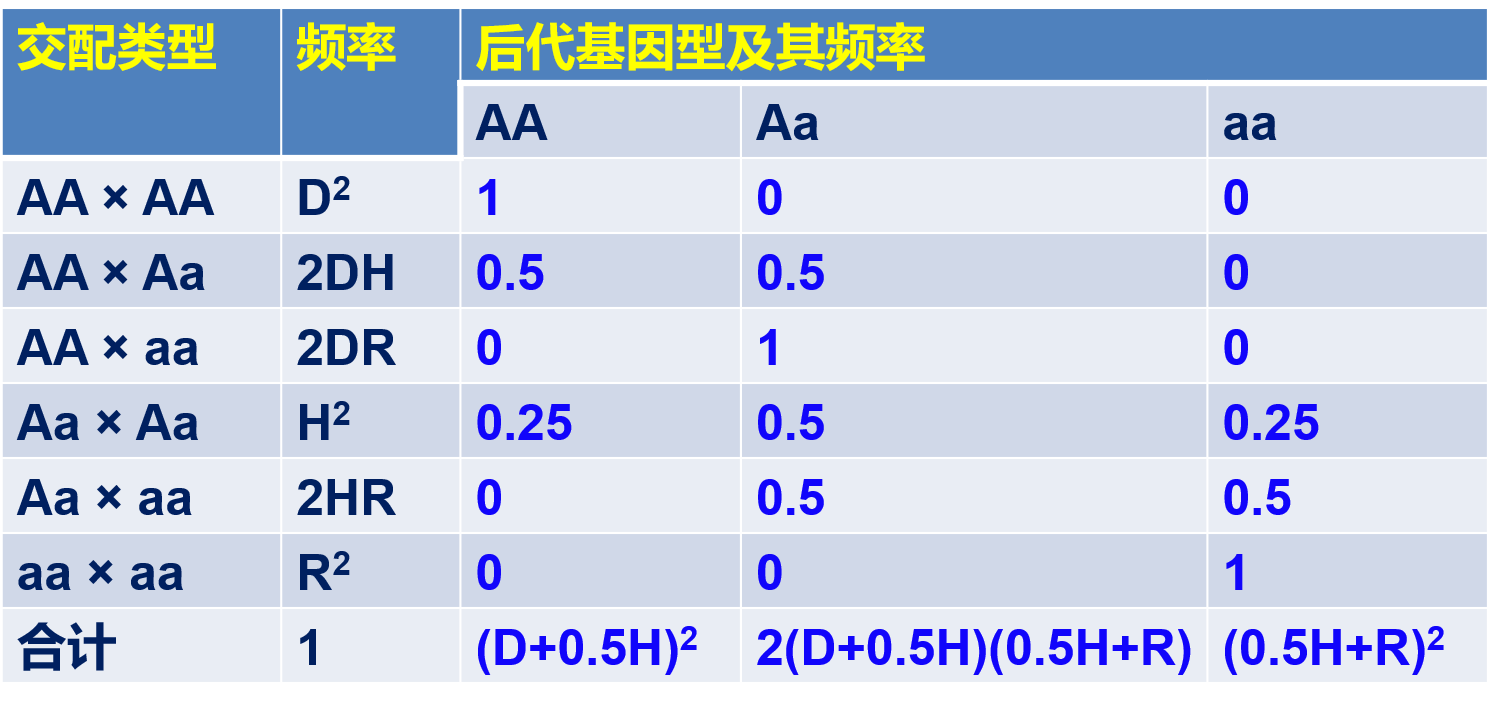 交配类型 频率 后代基因型及其频率
AA Aa aa
AA × AA D² 1 0 0
AA × Aa 2DH 0.5 0.5 0
AA × aa 2DR 0 1 0
Aa × Aa H² 0.25 0.5 0.25
Aa × aa 2HR 0 0.5 0.5
aa × aa R² 0 0 1
合计 1 (D+0.5H)² 2(D+0.5H)(0.5H+R) (0.5H+R)²